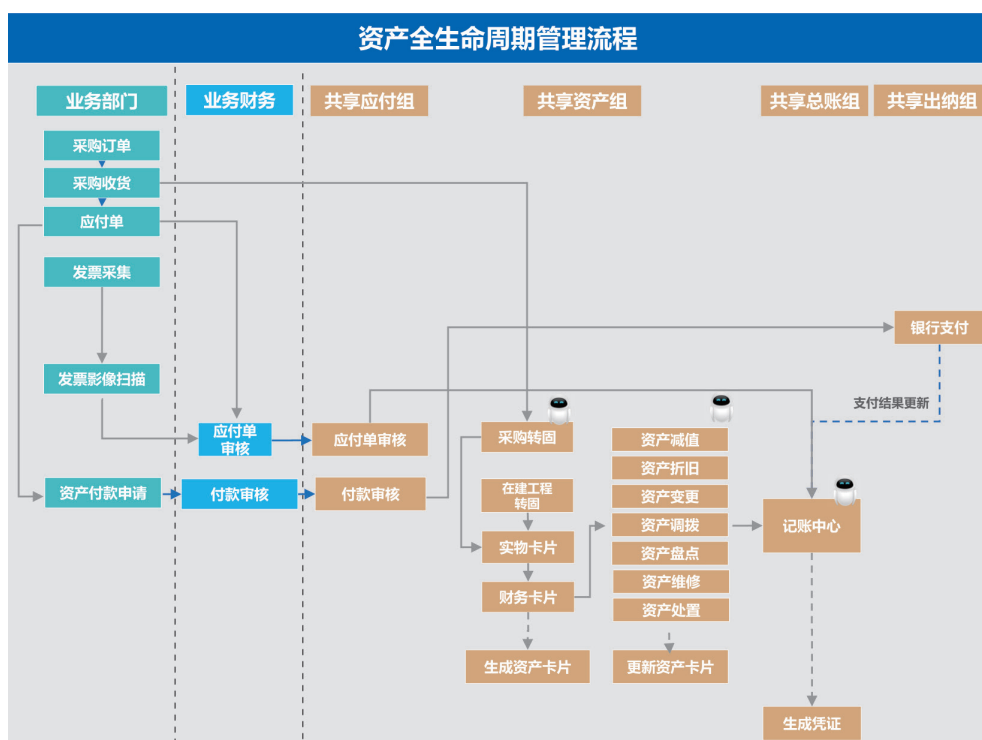 资产全生命周期管理流程
业务部门
业务财务
共享应付组
共享资产组
共享总账组
共享出纳组
采购订单
采购收货
应付单
发票采集
发票影像扫描
资产付款申请
应付单
审核
付款审核
应付单审核
付款审核
采购转固
在建工程
转固
实物卡片
财务卡片
生成资产卡片
资产减值
资产折旧
资产变更
资产调拨
资产盘点
资产维修
资产处置
更新资产卡片
记账中心
生成凭证
银行支付
支付结果更新